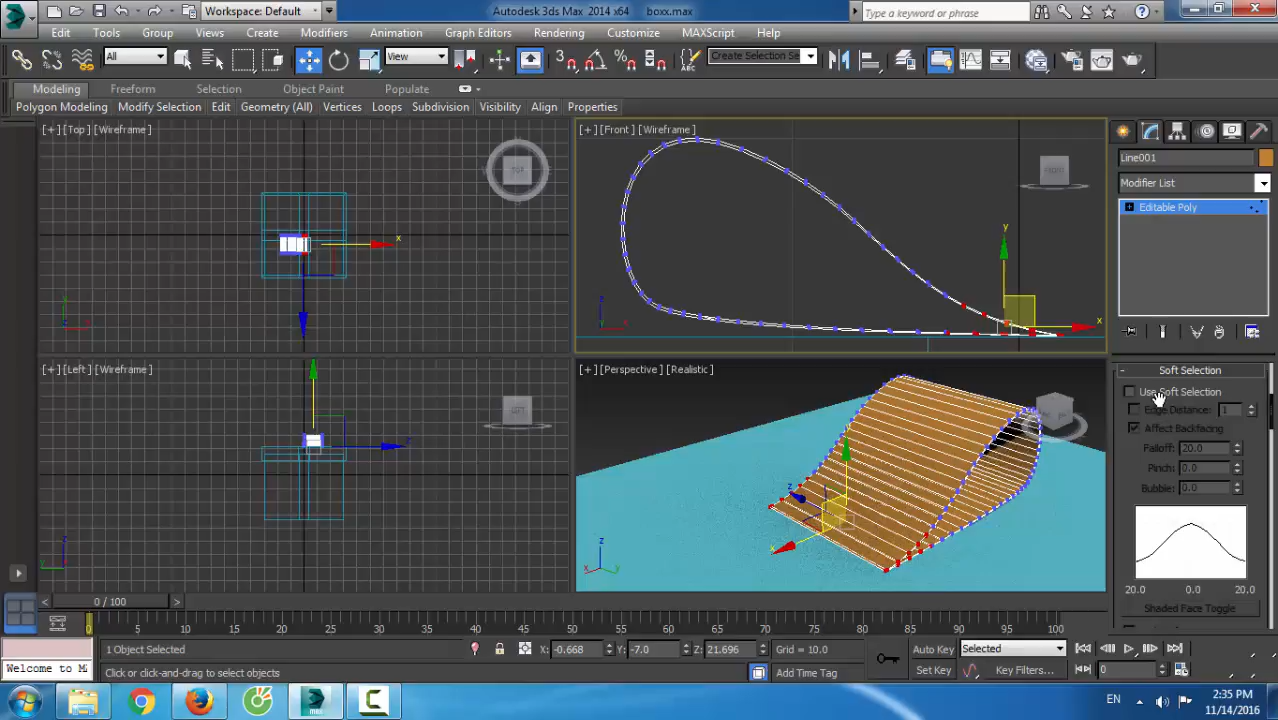 Workspace: Default
Autodesk 3ds Max 2014 x64
boxx.max
Type a keyword or phrase
Edit Tools Group Views Create Modifiers Animation Graph Editors Rendering Customize MAXScript Help
All
View
Create Selection Se
Modeling Freeform Selection Object Paint Populate
Polygon Modeling Modify Selection Edit Geometry (All) Vertices Loops Subdivision Visibility Align Properties
[+] [Top] [Wireframe]
TOP
x
[+] [Front] [Wireframe]
FRONT
y
x
[+] [Left] [Wireframe]
LEFT
[+] [Perspective] [Realistic]
z
x
Line001
Modifier List
Editable Poly
- Soft Selection
Use Soft Selection
Edge Distance: 1
Affect Backfacing
Falloff: 20.0
Pinch: 0.0
Bubble: 0.0
20.0 0.0 20.0
Shaded Face Toggle
< 0 / 100 >
0 5 10 15 20 25 30 35 40 45 50 55 60 65 70 75 80 85 90 95 100
1 Object Selected
X: -0.668 Y: -7.0 Z: 21.696 Grid = 10.0
Auto Key Selected
Welcome to M
Click or click-and-drag to select objects
Add Time Tag
Set Key Key Filters... 0
EN
2:35 PM
11/14/2016